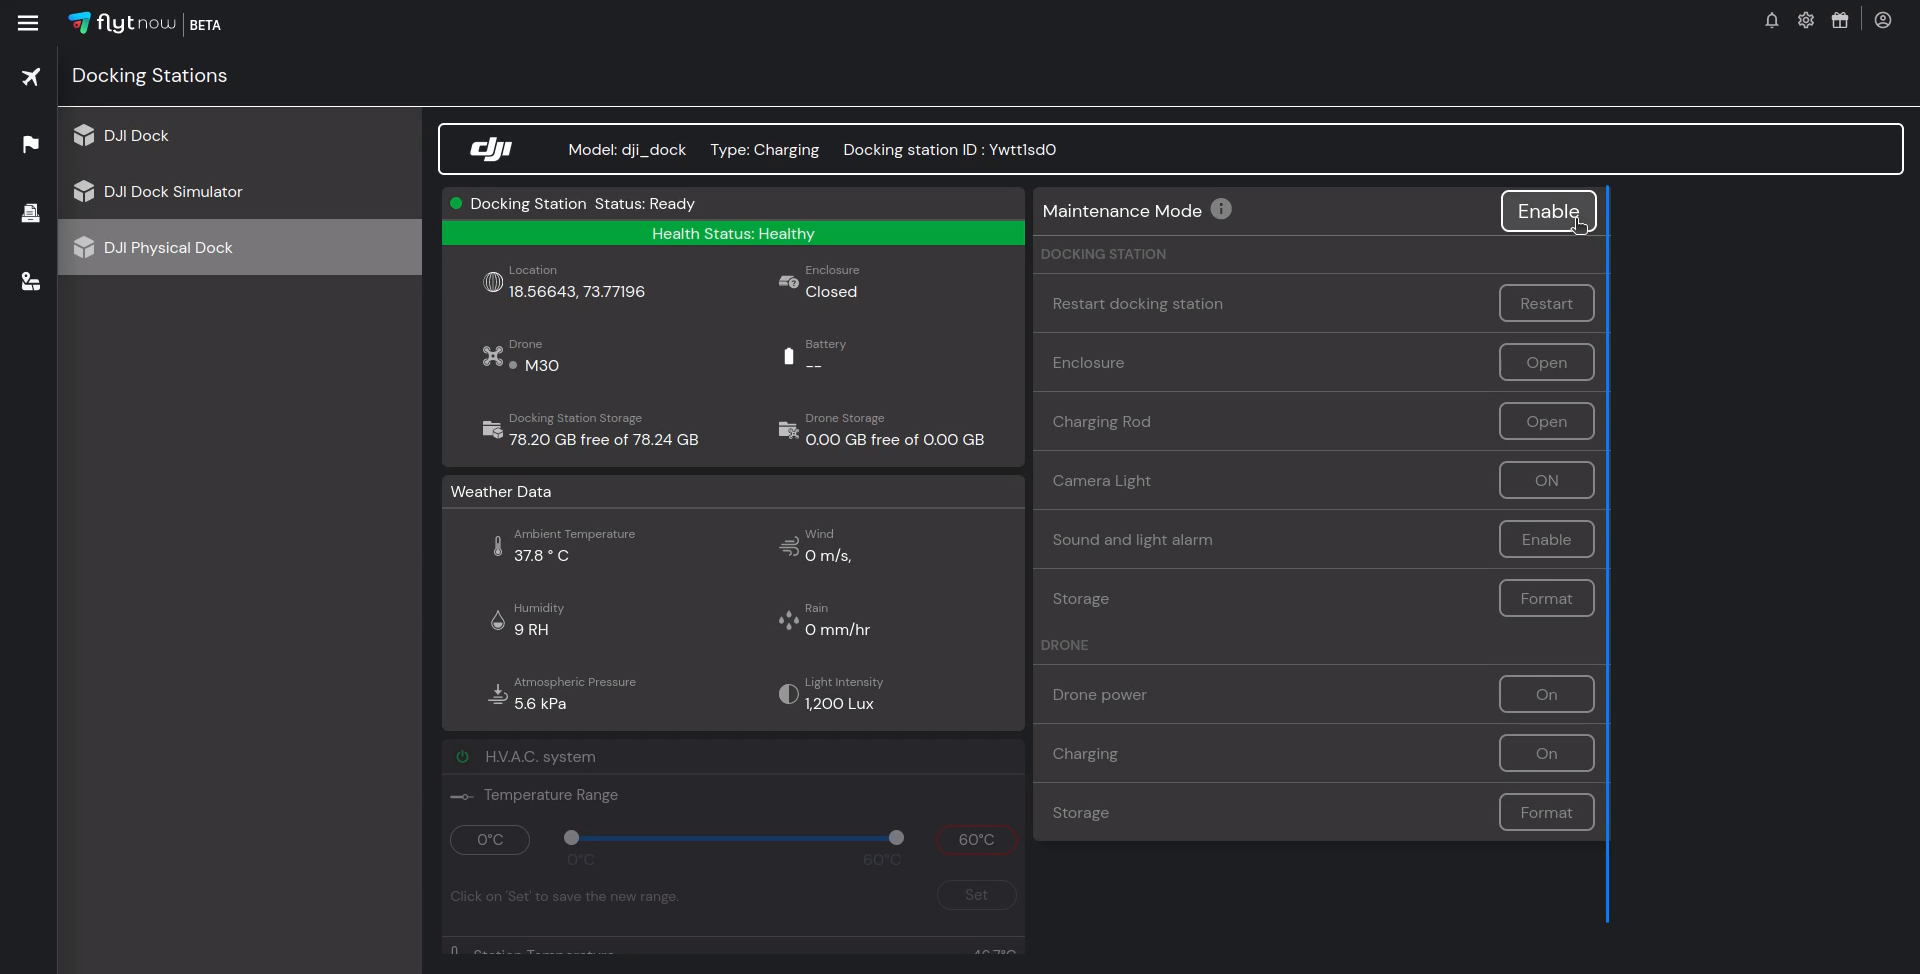 flytnow BETA
Docking Stations
DJI Dock
DJI Dock Simulator
DJI Physical Dock
dji Model: dji_dock Type: Charging Docking station ID : Ywtt1sd0
Docking Station Status: Ready
Health Status: Healthy
Location
18.56643, 73.77196
Enclosure
Closed
Drone
M30
Battery
--
Docking Station Storage
78.20 GB free of 78.24 GB
Drone Storage
0.00 GB free of 0.00 GB
Weather Data
Ambient Temperature
37.8 ° C
Wind
0 m/s,
Humidity
9 RH
Rain
0 mm/hr
Atmospheric Pressure
5.6 kPa
Light Intensity
1,200 Lux
H.V.A.C. system
Temperature Range
0°C 60°C
0°C 60°C
Click on 'Set' to save the new range. Set
Station Temperature 46.7°C
Maintenance Mode Enable
DOCKING STATION
Restart docking station Restart
Enclosure Open
Charging Rod Open
Camera Light ON
Sound and light alarm Enable
Storage Format
DRONE
Drone power On
Charging On
Storage Format